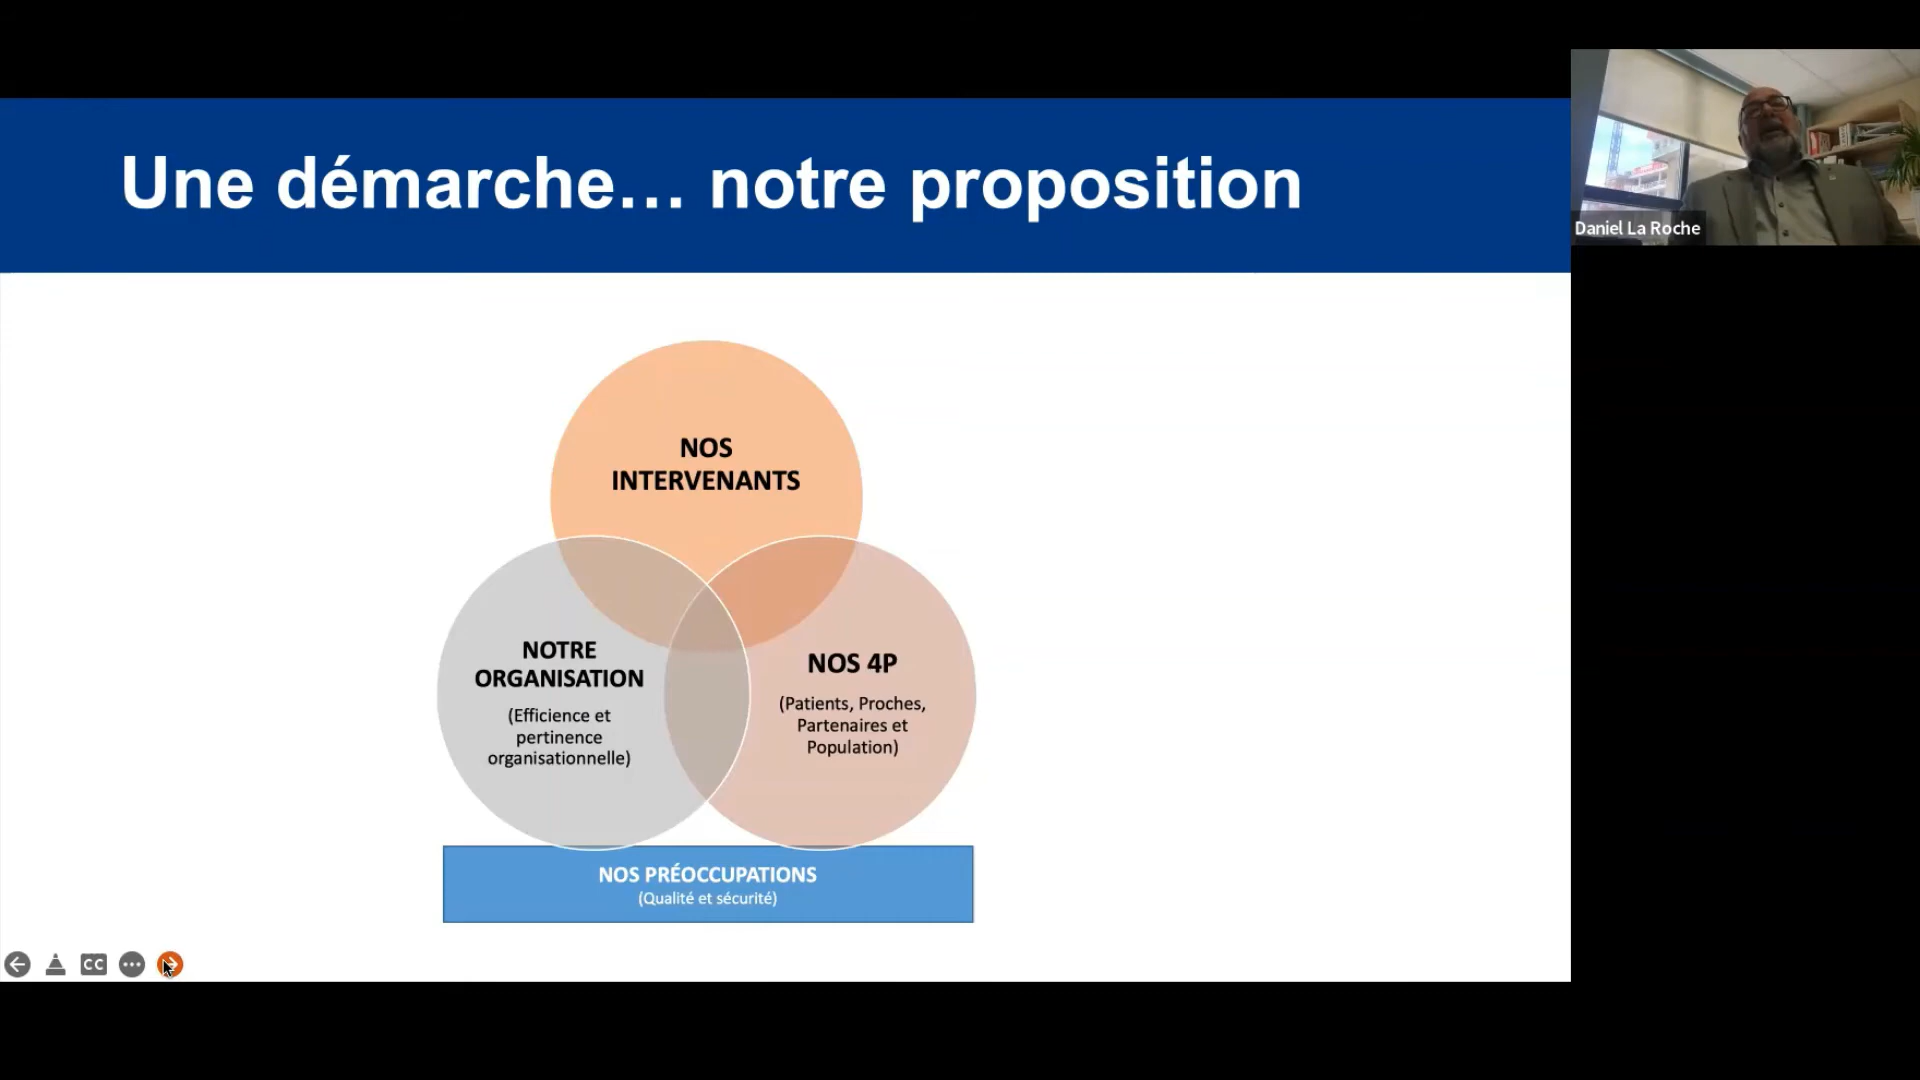 Une démarche… notre proposition
Daniel La Roche
NOS
INTERVENANTS
NOTRE
ORGANISATION
(Efficience et
pertinence
organisationnelle)
NOS 4P
(Patients, Proches,
Partenaires et
Population)
NOS PRÉOCCUPATIONS
(Qualité et sécurité)
CC